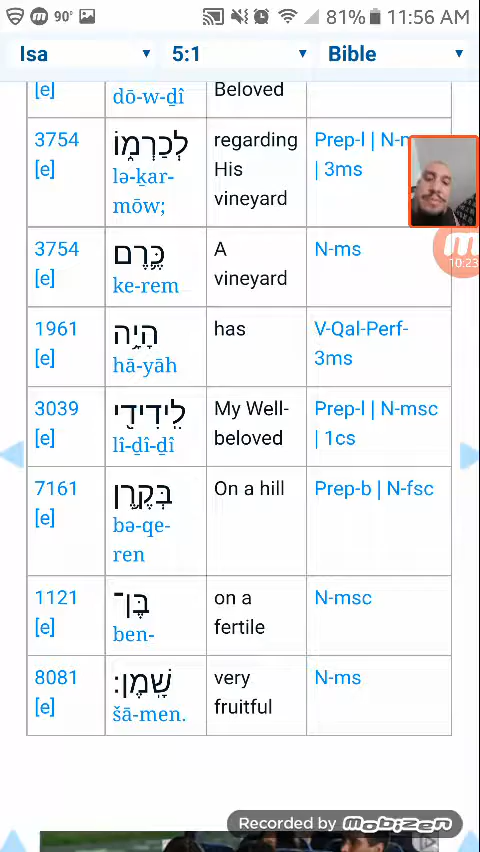 90° 81% 11:56 AM
Isa 5:1 Bible
[e] dō-w-ḏî Beloved
3754 לְכַרְמ֑וֹ regarding Prep-l | N-m
[e] lə-ḵar- His | 3ms
mōw; vineyard
3754 כֶּ֛רֶם A N-ms
[e] ke-rem vineyard
10:23
1961 הָיָ֥ה has V-Qal-Perf-
[e] hā-yāh 3ms
3039 לִֽידִידִ֖י My Well- Prep-l | N-msc
[e] lî-ḏî-ḏî beloved | 1cs
7161 בְּקֶ֥רֶן On a hill Prep-b | N-fsc
[e] bə-qe-
ren
1121 בֶּן־ on a N-msc
[e] ben- fertile
8081 שָֽׁמֶן׃ very N-ms
[e] šā-men. fruitful
Recorded by mobizen